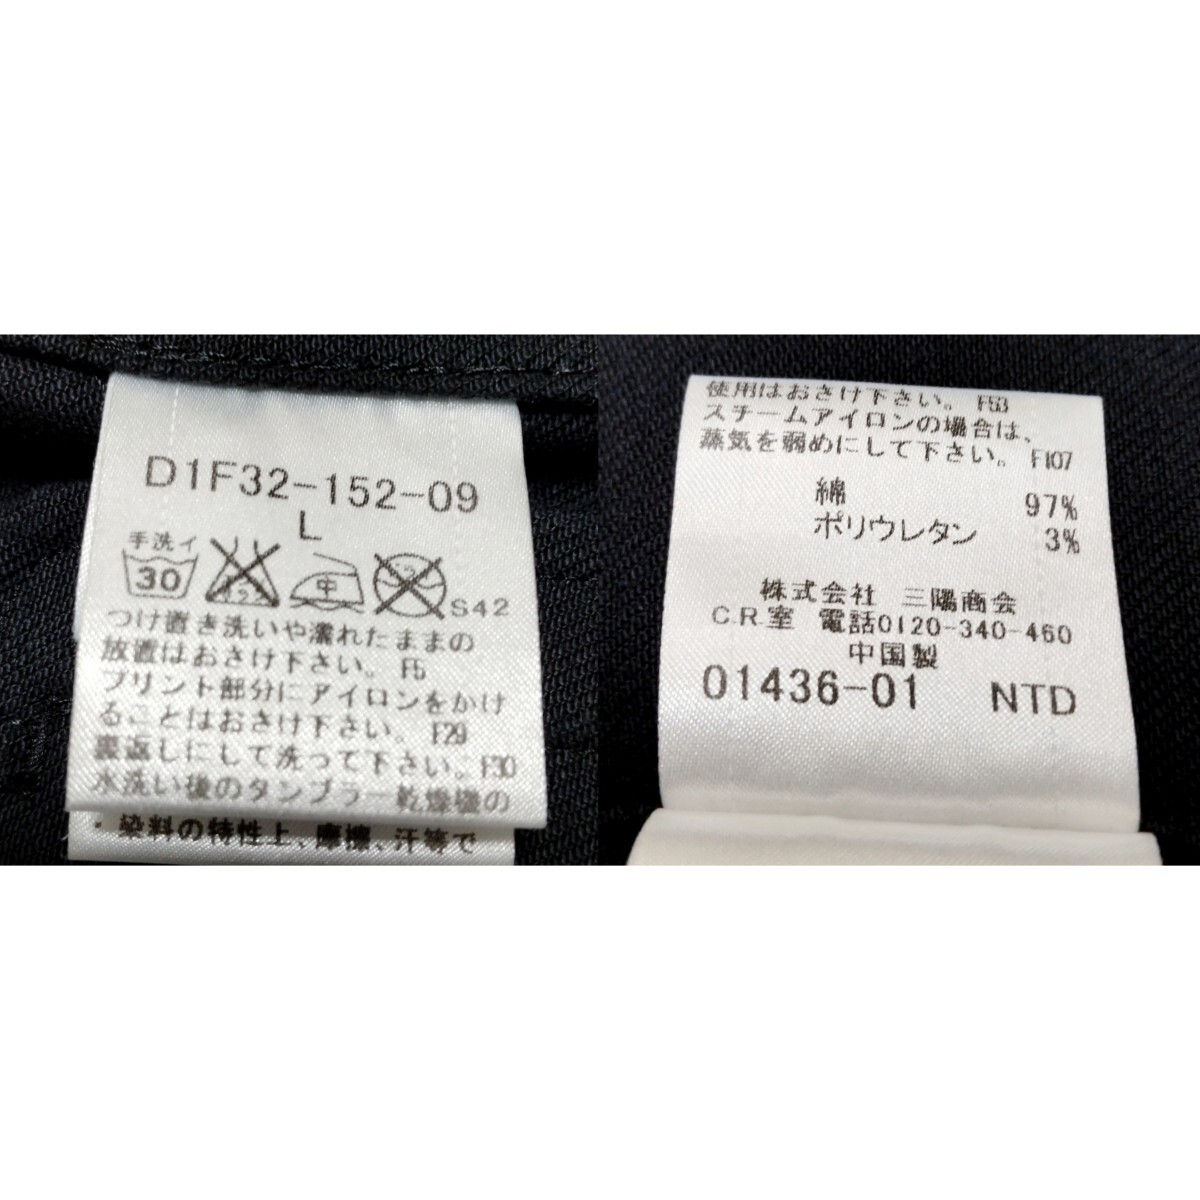 D1F32-152-09
L
手洗イ
30 エンソ 中 S42
つけ置き洗いや濡れたままの
放置はおさけ下さい。 F5
プリント部分にアイロンをかけ
ることはおさけ下さい。 F29
裏返しにして洗って下さい。F30
水洗い後のタンブラー乾燥機の
・染料の特性上、摩擦、汗等で
使用はおさけ下さい。 F53
スチームアイロンの場合は、
蒸気を弱めにして下さい。 F107
綿 97%
ポリウレタン 3%
株式会社 三陽商会
C.R.室 電話0120-340-460
中国製
01436-01 NTD